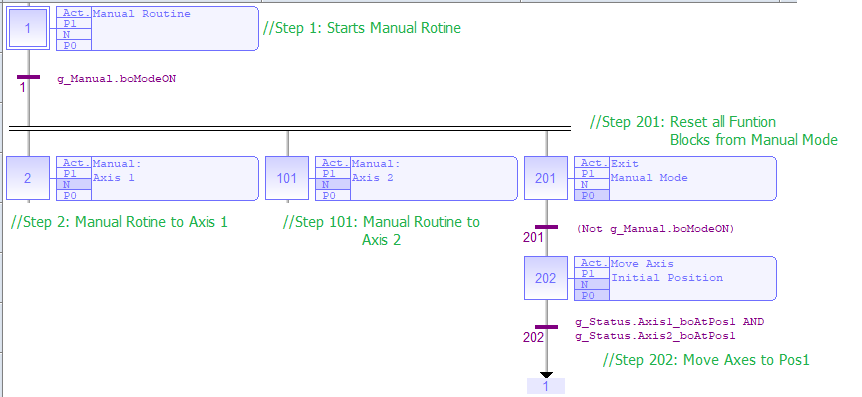 1
Act.
P1
N
P0
Manual Routine
//Step 1: Starts Manual Rotine
1
g_Manual.boModeON
//Step 201: Reset all Funtion
Blocks from Manual Mode
2
Act.
P1
N
P0
Manual:
Axis 1
101
Act.
P1
N
P0
Manual:
Axis 2
201
Act.
P1
N
P0
Exit
Manual Mode
//Step 2: Manual Rotine to Axis 1
//Step 101: Manual Routine to
Axis 2
201
(Not g_Manual.boModeON)
202
Act.
P1
N
P0
Move Axis
Initial Position
202
g_Status.Axis1_boAtPos1 AND
g_Status.Axis2_boAtPos1
//Step 202: Move Axes to Pos1
1